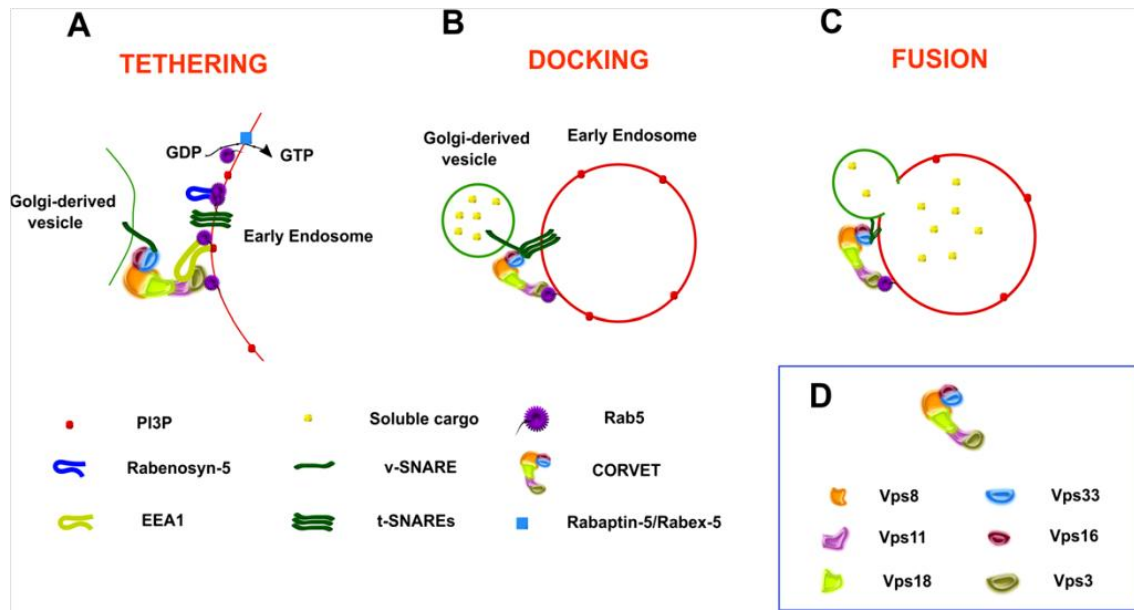 A
TETHERING
GDP
GTP
Golgi-derived
vesicle
Early Endosome
B
DOCKING
Golgi-derived
vesicle
Early Endosome
C
FUSION
PI3P
Soluble cargo
Rab5
Rabenosyn-5
v-SNARE
CORVET
EEA1
t-SNAREs
Rabaptin-5/Rabex-5
D
Vps8
Vps33
Vps11
Vps16
Vps18
Vps3